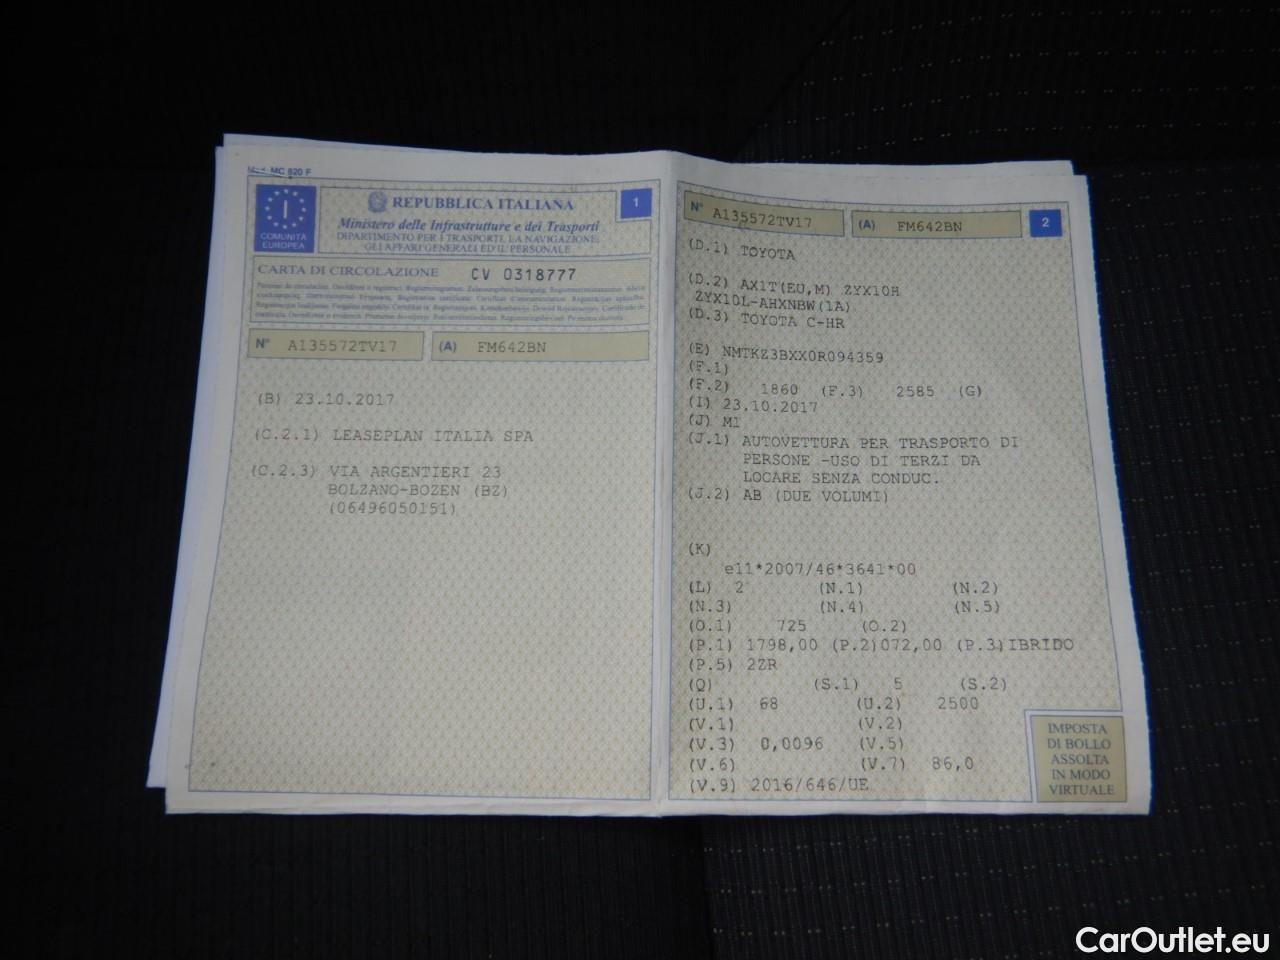 MC 820 F
COMUNITÀ
EUROPEA
REPUBBLICA ITALIANA
1
Ministero delle Infrastrutture e dei Trasporti
DIPARTIMENTO PER I TRASPORTI, LA NAVIGAZIONE,
GLI AFFARI GENERALI ED IL PERSONALE
CARTA DI CIRCOLAZIONE CV 0318777
N° A135572TV17 (A) FM642BN
(B) 23.10.2017
(C.2.1) LEASEPLAN ITALIA SPA
(C.2.3) VIA ARGENTIERI 23
BOLZANO-BOZEN (BZ)
(06496050151)
N° A135572TV17 (A) FM642BN 2
(D.1) TOYOTA
(D.2) AX1T(EU,M) ZYX10H
ZYX10L-AHXNBW(1A)
(D.3) TOYOTA C-HR
(E) NMTKZ3BXX0R094359
(F.1)
(F.2) 1860 (F.3) 2585 (G)
(I) 23.10.2017
(J) M1
(J.1) AUTOVETTURA PER TRASPORTO DI
PERSONE -USO DI TERZI DA
LOCARE SENZA CONDUC.
(J.2) AB (DUE VOLUMI)
(K)
e11*2007/46*3641*00
(L) 2 (N.1) (N.2)
(N.3) (N.4) (N.5)
(O.1) 725 (O.2)
(P.1) 1798,00 (P.2)072,00 (P.3)IBRIDO
(P.5) 2ZR
(Q) (S.1) 5 (S.2)
(U.1) 68 (U.2) 2500
(V.1) (V.2)
(V.3) 0,0096 (V.5)
(V.6) (V.7) 86,0
(V.9) 2016/646/UE
IMPOSTA
DI BOLLO
ASSOLTA
IN MODO
VIRTUALE
CarOutlet.eu